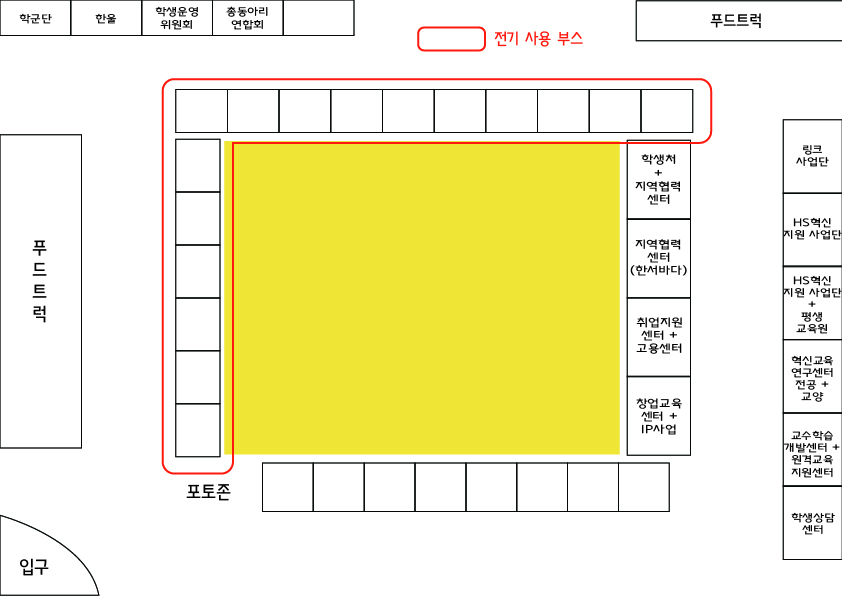 학군단
한울
학생운영
위원회
총동아리
연합회
전기 사용 부스
푸드트럭
푸드트럭
학생처
+
지역협력
센터
지역협력
센터
(한서바다)
취업지원
센터 +
고용센터
창업교육
센터 +
IP사업
링크
사업단
HS혁신
지원 사업단
HS혁신
지원 사업단
+
평생
교육원
혁신교육
연구센터
전공 +
교양
교수학습
개발센터 +
원격교육
지원센터
학생상담
센터
포토존
입구